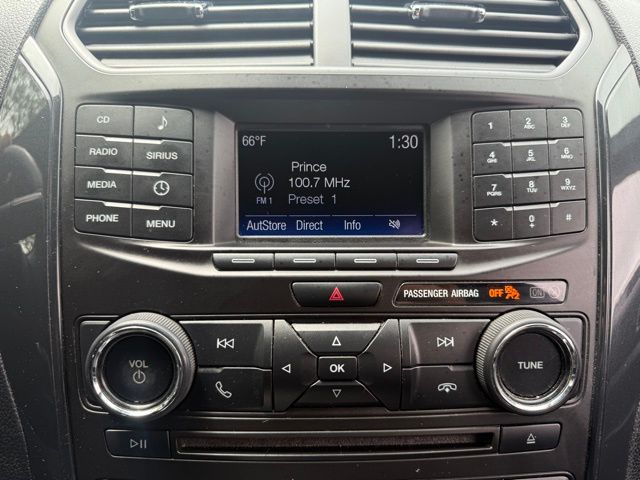 66°F 1:30
Prince
100.7 MHz
FM 1 Preset 1
AutoStore Direct Info
CD
RADIO SIRIUS
MEDIA
PHONE MENU
1 2 ABC 3 DEF
4 GHI 5 JKL 6 MNO
7 PQRS 8 TUV 9 WXYZ
* 0 + #
PASSENGER AIRBAG OFF ON
VOL
OK
TUNE